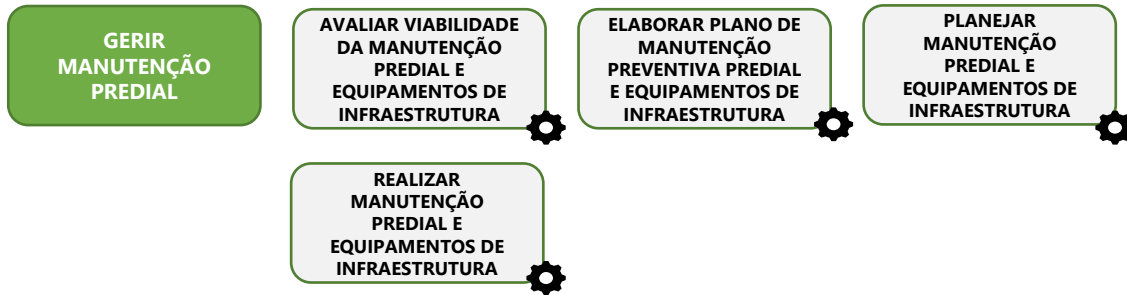 GERIR
MANUTENÇÃO
PREDIAL
AVALIAR VIABILIDADE
DA MANUTENÇÃO
PREDIAL E
EQUIPAMENTOS DE
INFRAESTRUTURA
ELABORAR PLANO DE
MANUTENÇÃO
PREVENTIVA PREDIAL
E EQUIPAMENTOS DE
INFRAESTRUTURA
PLANEJAR
MANUTENÇÃO
PREDIAL E
EQUIPAMENTOS DE
INFRAESTRUTURA
REALIZAR
MANUTENÇÃO
PREDIAL E
EQUIPAMENTOS DE
INFRAESTRUTURA